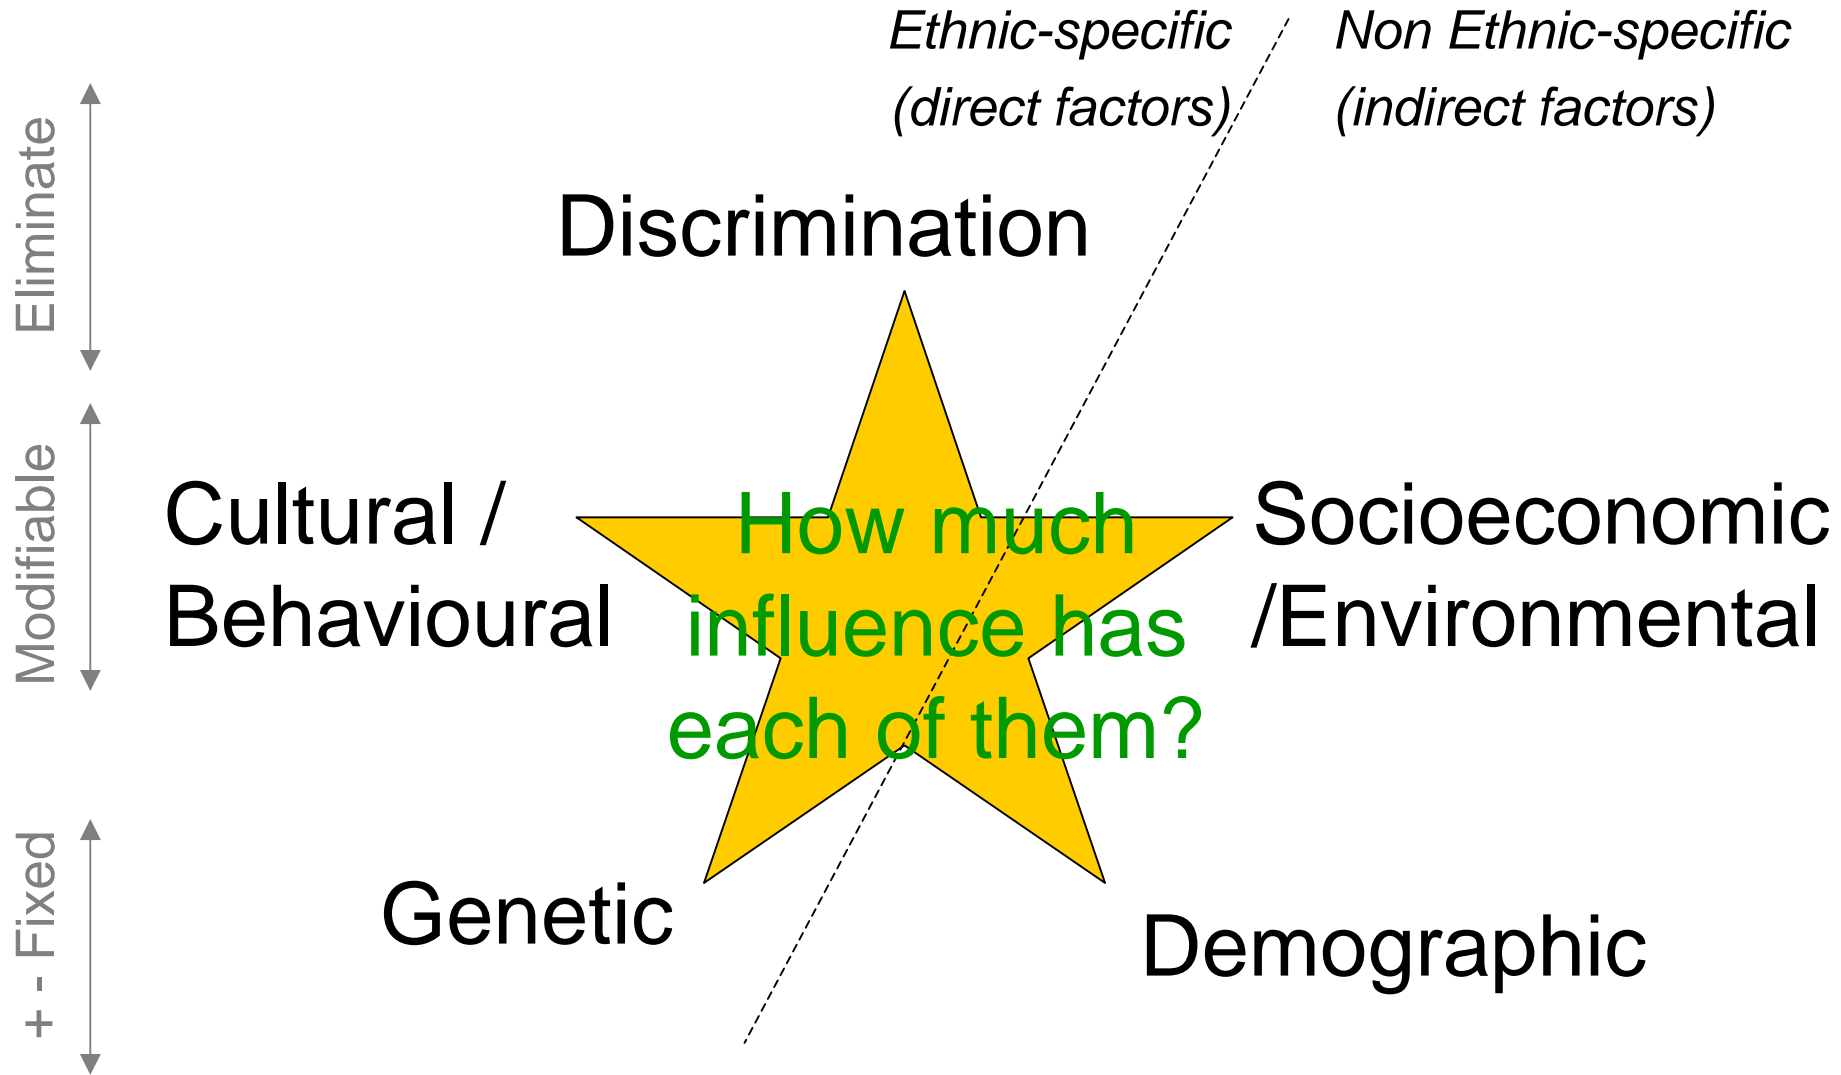 Ethnic-specific
(direct factors)
Non Ethnic-specific
(indirect factors)
Eliminate
Discrimination
Modifiable
Cultural /
Behavioural
How much
influence has
each of them?
Socioeconomic
/Environmental
+ - Fixed
Genetic
Demographic